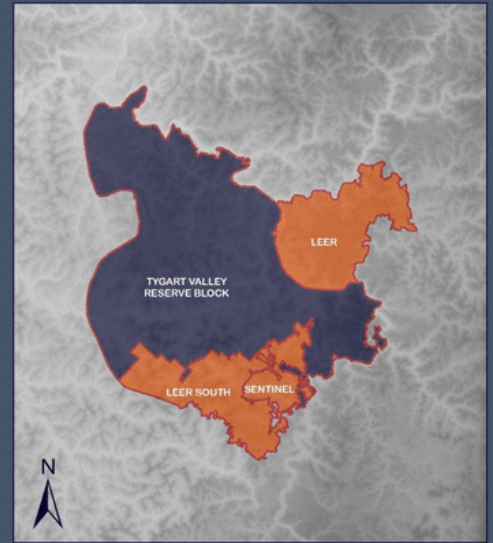 LEER
TYGART VALLEY
RESERVE BLOCK
LEER SOUTH
SENTINEL
N